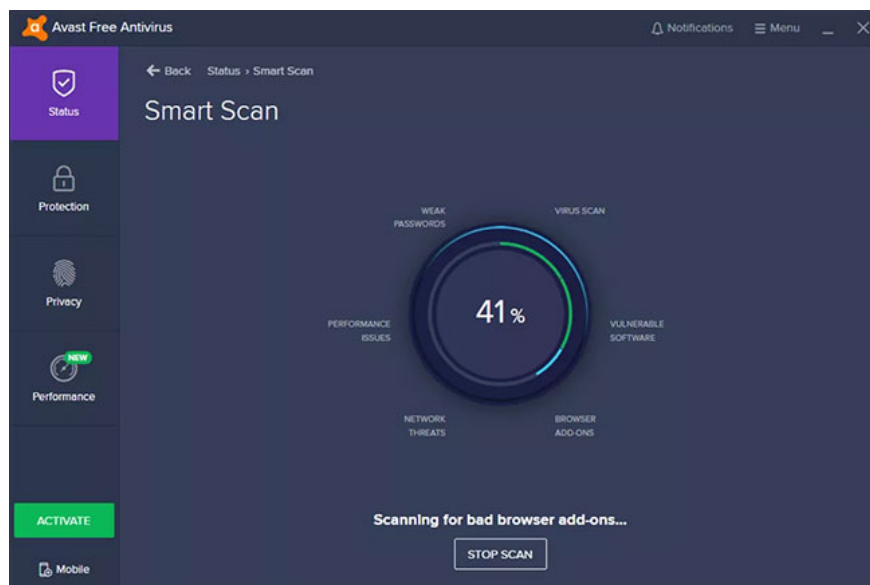 Avast Free Antivirus
Notifications
Menu
Status
Back Status › Smart Scan
Smart Scan
Protection
Privacy
NEW
Performance
WEAK
PASSWORDS
VIRUS SCAN
PERFORMANCE
ISSUES
41%
VULNERABLE
SOFTWARE
NETWORK
THREATS
BROWSER
ADD-ONS
Scanning for bad browser add-ons...
STOP SCAN
ACTIVATE
Mobile